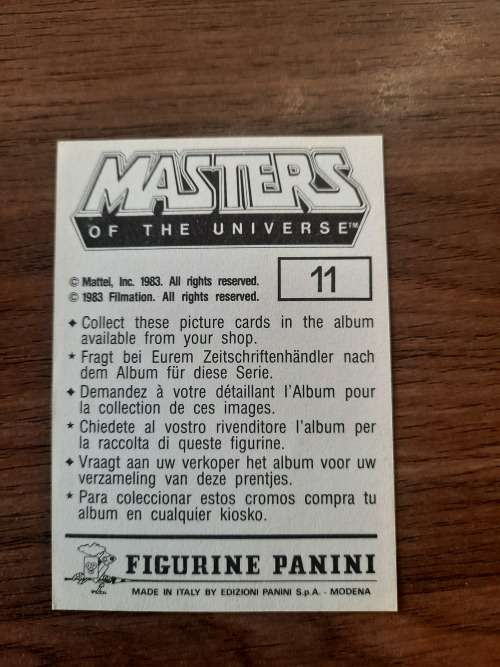 MASTERS
OF THE UNIVERSE™
© Mattel, Inc. 1983. All rights reserved.
© 1983 Filmation. All rights reserved.
11
✦ Collect these picture cards in the album
available from your shop.
★ Fragt bei Eurem Zeitschriftenhändler nach
dem Album für diese Serie.
✦ Demandez à votre détaillant l'Album pour
la collection de ces images.
★ Chiedete al vostro rivenditore l'album per
la raccolta di queste figurine.
✦ Vraagt aan uw verkoper het album voor uw
verzameling van deze prentjes.
★ Para coleccionar estos cromos compra tu
album en cualquier kiosko.
FIGURINE PANINI
MADE IN ITALY BY EDIZIONI PANINI S.p.A. - MODENA